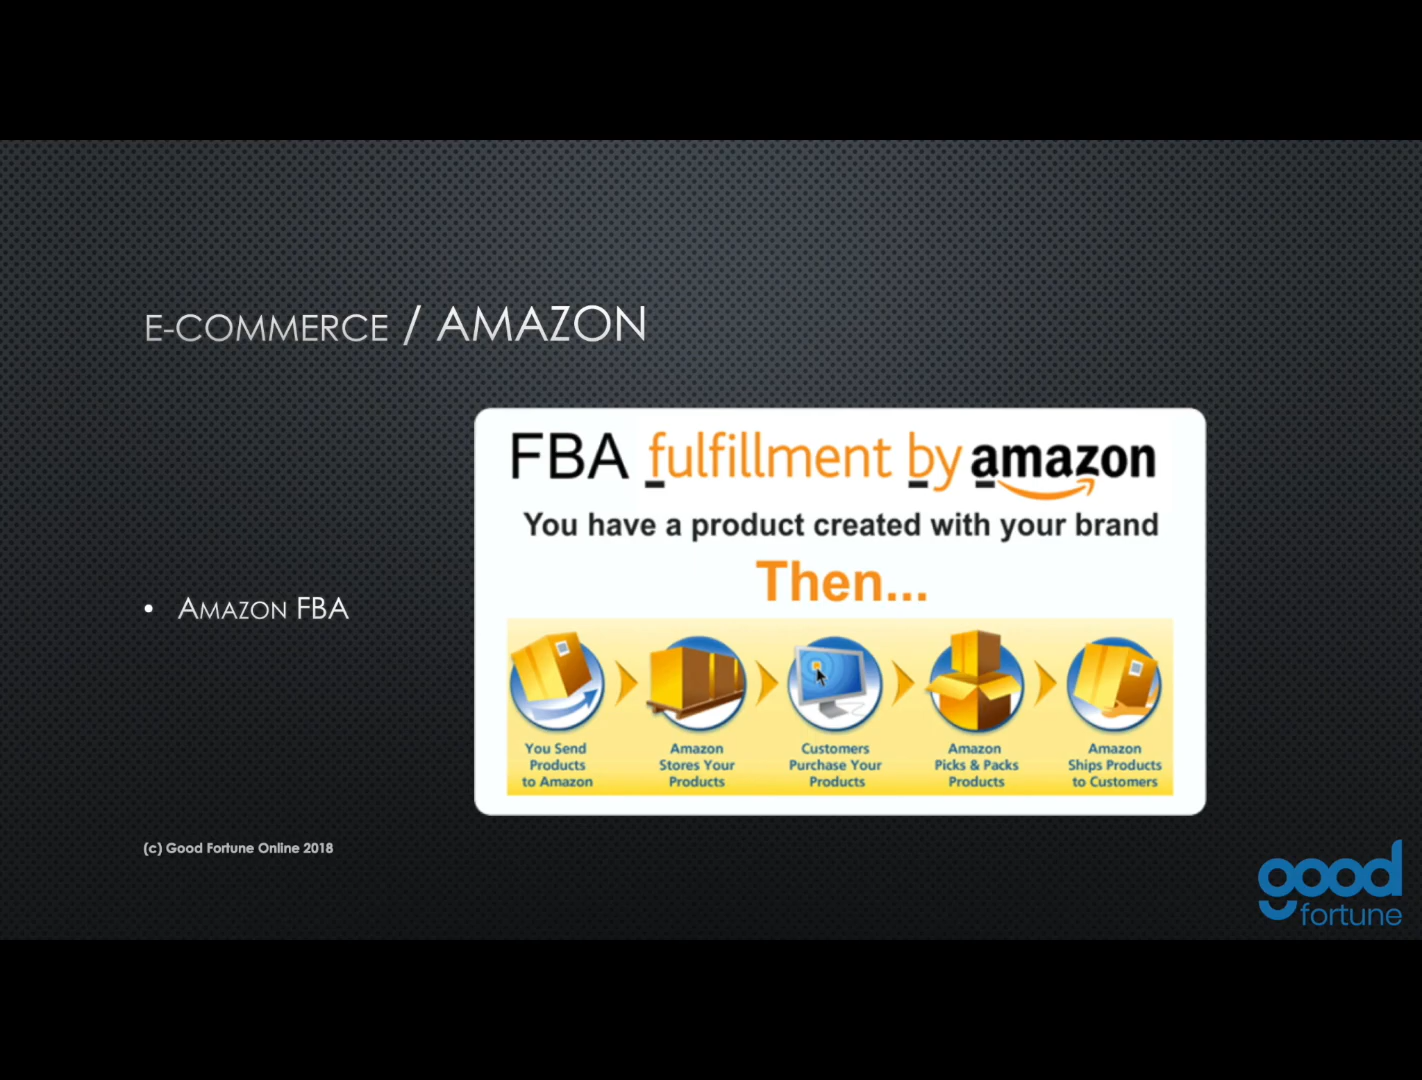 E-COMMERCE / AMAZON
FBA fulfillment by amazon
You have a product created with your brand
Then...
• AMAZON FBA
You Send
Products
to Amazon
Amazon
Stores Your
Products
Customers
Purchase Your
Products
Amazon
Picks & Packs
Products
Amazon
Ships Products
to Customers
(c) Good Fortune Online 2018
good
fortune